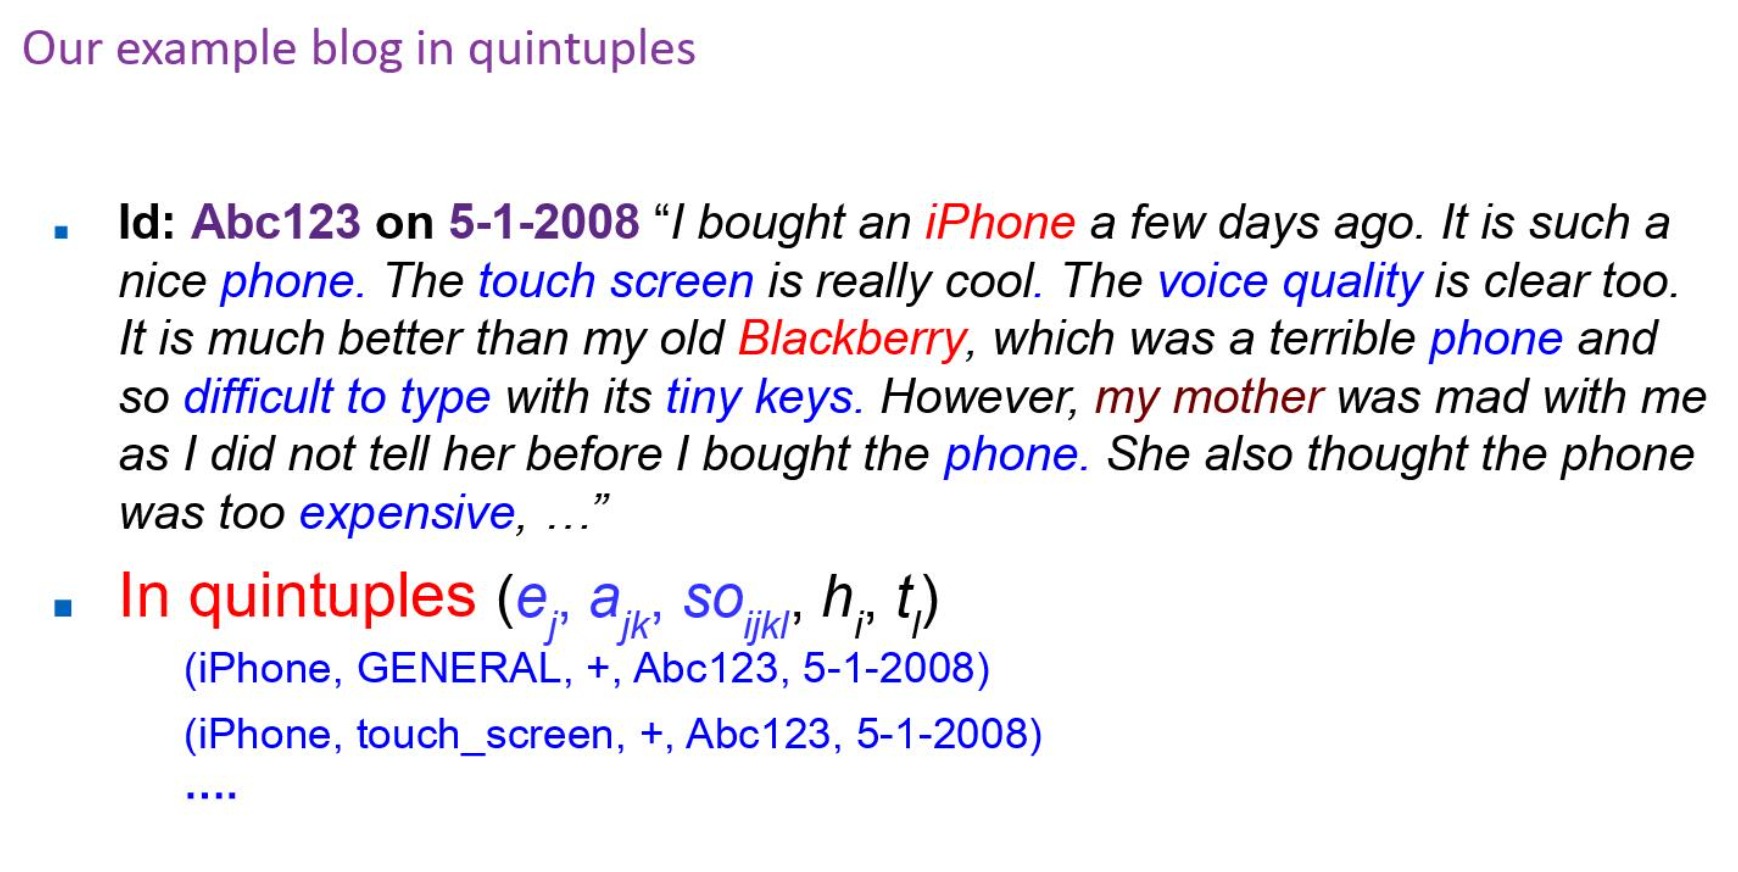 Our example blog in quintuples
▪ Id: Abc123 on 5-1-2008 “I bought an iPhone a few days ago. It is such a
nice phone. The touch screen is really cool. The voice quality is clear too.
It is much better than my old Blackberry, which was a terrible phone and
so difficult to type with its tiny keys. However, my mother was mad with me
as I did not tell her before I bought the phone. She also thought the phone
was too expensive, …”
▪ In quintuples (e_j, a_jk, so_ijkl, h_i, t_l)
(iPhone, GENERAL, +, Abc123, 5-1-2008)
(iPhone, touch_screen, +, Abc123, 5-1-2008)
....